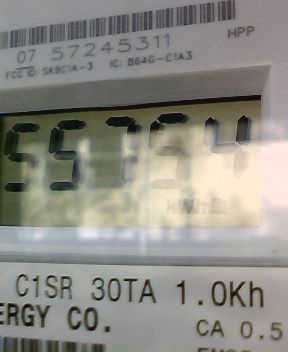 HPP
07 57245311
FCC ID: SK9C1A-3 IC: 864G-C1A3
55754
kWh
C1SR 30TA 1.0Kh
ERGY CO.
CA 0.5